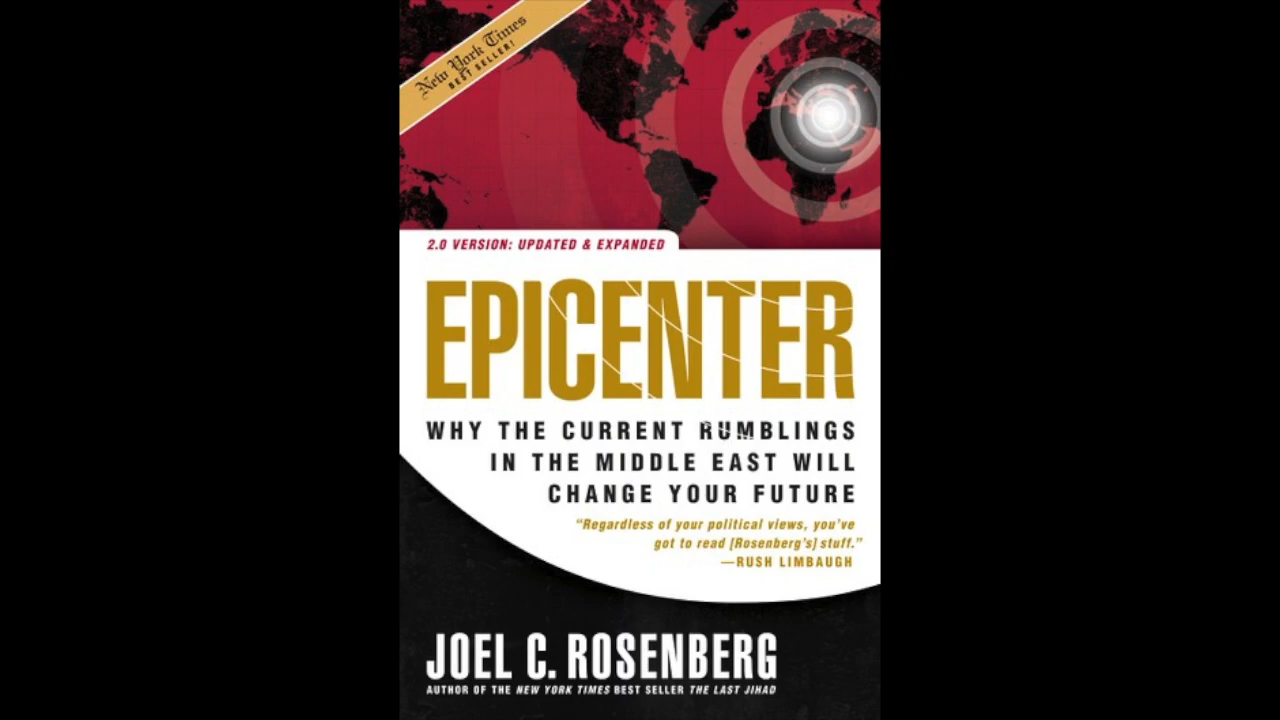 New York Times
BEST SELLER!
2.0 VERSION: UPDATED & EXPANDED
EPICENTER
WHY THE CURRENT RUMBLINGS
IN THE MIDDLE EAST WILL
CHANGE YOUR FUTURE
“Regardless of your political views, you’ve
got to read [Rosenberg’s] stuff.”
—RUSH LIMBAUGH
JOEL C. ROSENBERG
AUTHOR OF THE NEW YORK TIMES BEST SELLER THE LAST JIHAD